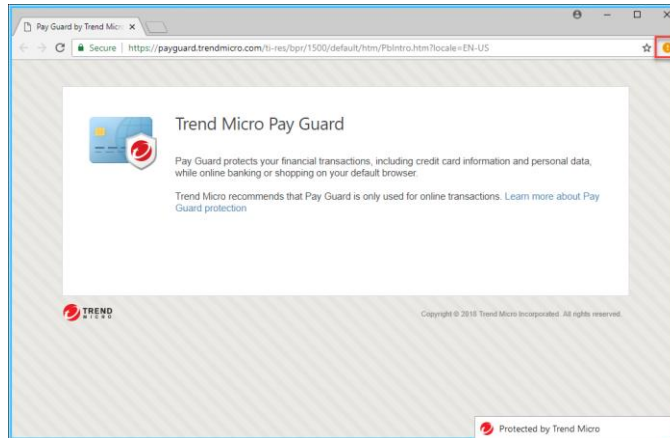 Pay Guard by Trend Micr
Secure | https://payguard.trendmicro.com/ti-res/bpr/1500/default/htm/PbIntro.htm?locale=EN-US
Trend Micro Pay Guard
Pay Guard protects your financial transactions, including credit card information and personal data,
while online banking or shopping on your default browser.
Trend Micro recommends that Pay Guard is only used for online transactions. Learn more about Pay
Guard protection
TREND
MICRO
Copyright © 2018 Trend Micro Incorporated. All rights reserved.
Protected by Trend Micro